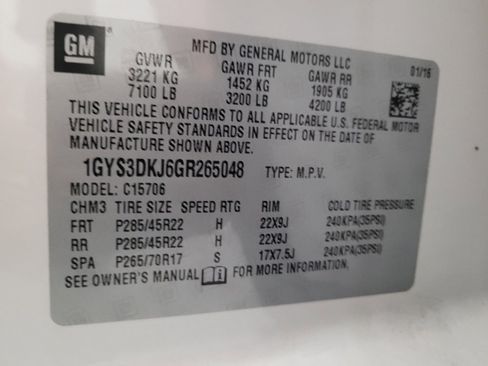 GM
MFD BY GENERAL MOTORS LLC
GVWR GAWR FRT GAWR RR 01/16
3221 KG 1452 KG 1905 KG
7100 LB 3200 LB 4200 LB
THIS VEHICLE CONFORMS TO ALL APPLICABLE U.S. FEDERAL MOTOR
VEHICLE SAFETY STANDARDS IN EFFECT ON THE DATE OF
MANUFACTURE SHOWN ABOVE.
1GYS3DKJ6GR265048 TYPE: M.P.V.
MODEL: C15706
CHM3 TIRE SIZE SPEED RTG RIM COLD TIRE PRESSURE
FRT P285/45R22 H 22X9J 240KPA(35PSI)
RR P285/45R22 H 22X9J 240KPA(35PSI)
SPA P265/70R17 S 17X7.5J 240KPA(35PSI)
SEE OWNER'S MANUAL FOR MORE INFORMATION.